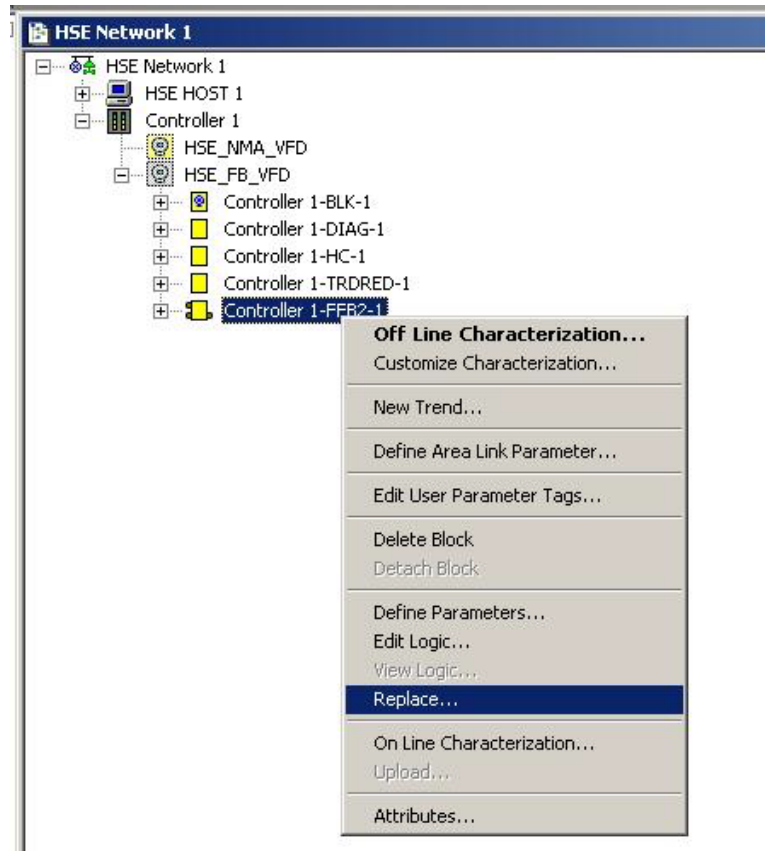 HSE Network 1
HSE Network 1
HSE HOST 1
Controller 1
HSE_NMA_VFD
HSE_FB_VFD
Controller 1-BLK-1
Controller 1-DIAG-1
Controller 1-HC-1
Controller 1-TRDRED-1
Controller 1-FFB2-1
Off Line Characterization...
Customize Characterization...
New Trend...
Define Area Link Parameter...
Edit User Parameter Tags...
Delete Block
Detach Block
Define Parameters...
Edit Logic...
View Logic...
Replace...
On Line Characterization...
Upload...
Attributes...